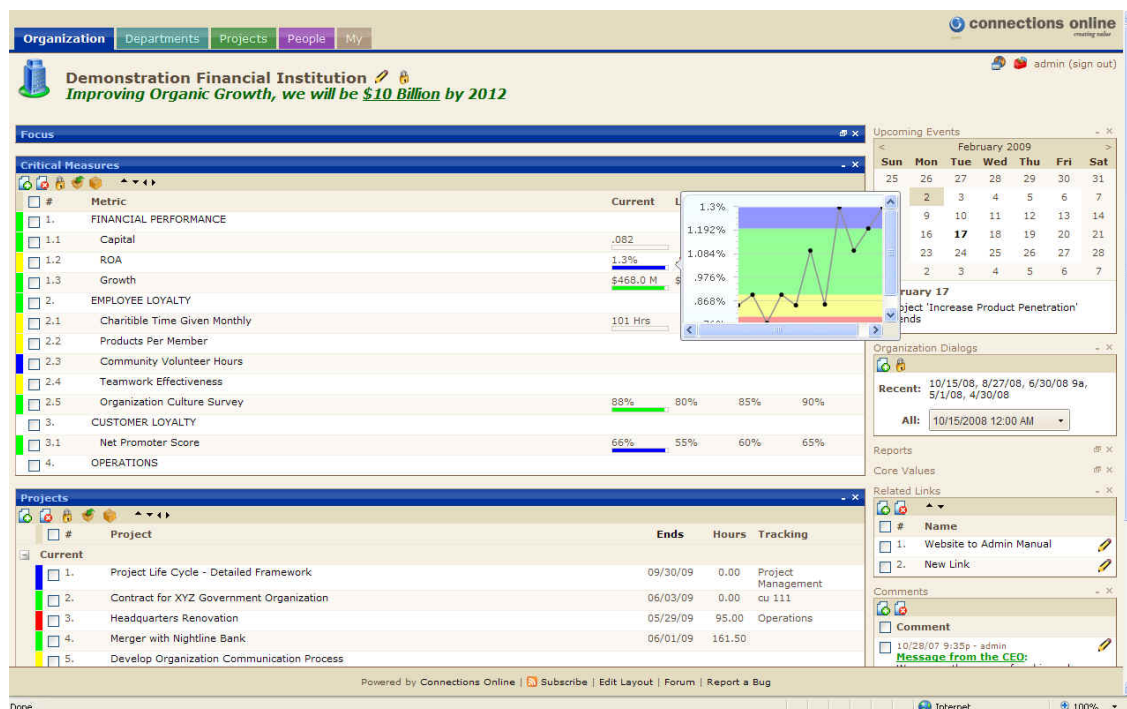 connections online
creating value
Organization Departments Projects People My
admin (sign out)
Demonstration Financial Institution
Improving Organic Growth, we will be $10 Billion by 2012
Focus
Critical Measures
# Metric Current L
1. FINANCIAL PERFORMANCE
1.1 Capital .082
1.2 ROA 1.3%
1.3 Growth $468.0 M $
2. EMPLOYEE LOYALTY
2.1 Charitible Time Given Monthly 101 Hrs
2.2 Products Per Member
2.3 Community Volunteer Hours
2.4 Teamwork Effectiveness
2.5 Organization Culture Survey 88% 80% 85% 90%
3. CUSTOMER LOYALTY
3.1 Net Promoter Score 66% 55% 60% 65%
4. OPERATIONS
1.3%
1.192%
1.084%
.976%
.868%
Projects
# Project Ends Hours Tracking
Current
1. Project Life Cycle - Detailed Framework 09/30/09 0.00 Project Management
2. Contract for XYZ Government Organization 06/03/09 0.00 cu 111
3. Headquarters Renovation 05/29/09 95.00 Operations
4. Merger with Nightline Bank 06/01/09 161.50
5. Develop Organization Communication Process
Upcoming Events
< February 2009 >
Sun Mon Tue Wed Thu Fri Sat
25 26 27 28 29 30 31
2 3 4 5 6 7
9 10 11 12 13 14
16 17 18 19 20 21
23 24 25 26 27 28
2 3 4 5 6 7
ruary 17
ject 'Increase Product Penetration'
ends
Organization Dialogs
Recent: 10/15/08, 8/27/08, 6/30/08 9a,
5/1/08, 4/30/08
All: 10/15/2008 12:00 AM
Reports
Core Values
Related Links
# Name
1. Website to Admin Manual
2. New Link
Comments
Comment
10/28/07 9:35p - admin
Message from the CEO:
Powered by Connections Online | Subscribe | Edit Layout | Forum | Report a Bug
Done Internet 100%